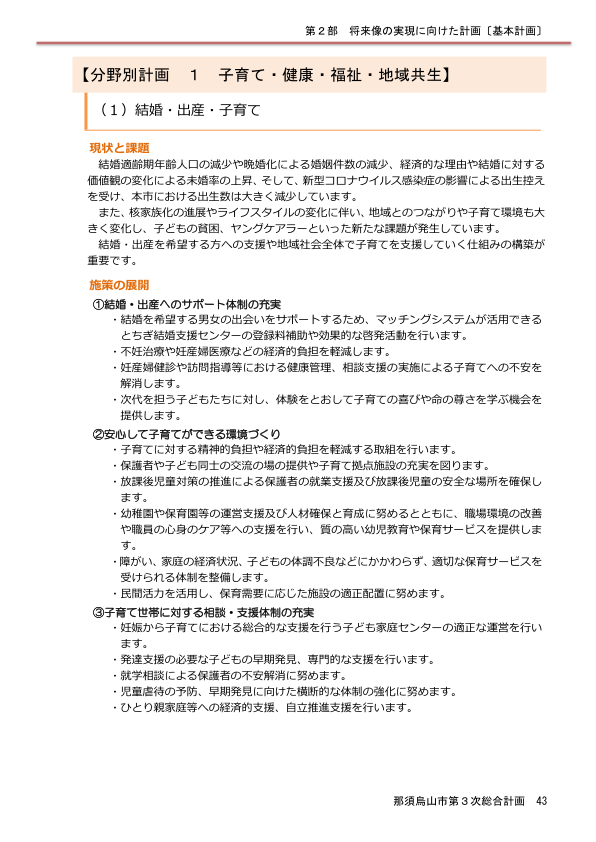 第２部　将来像の実現に向けた計画〔基本計画〕
【分野別計画　１　子育て・健康・福祉・地域共生】
（１）結婚・出産・子育て
現状と課題
　結婚適齢期年齢人口の減少や晩婚化による婚姻件数の減少、経済的な理由や結婚に対する
価値観の変化による未婚率の上昇、そして、新型コロナウイルス感染症の影響による出生控え
を受け、本市における出生数は大きく減少しています。
　また、核家族化の進展やライフスタイルの変化に伴い、地域とのつながりや子育て環境も大
きく変化し、子どもの貧困、ヤングケアラーといった新たな課題が発生しています。
　結婚・出産を希望する方への支援や地域社会全体で子育てを支援していく仕組みの構築が
重要です。
施策の展開
①結婚・出産へのサポート体制の充実
・結婚を希望する男女の出会いをサポートするため、マッチングシステムが活用できる
とちぎ結婚支援センターの登録料補助や効果的な啓発活動を行います。
・不妊治療や妊産婦医療などの経済的負担を軽減します。
・妊産婦健診や訪問指導等における健康管理、相談支援の実施による子育てへの不安を
解消します。
・次代を担う子どもたちに対し、体験をとおして子育ての喜びや命の尊さを学ぶ機会を
提供します。
②安心して子育てができる環境づくり
・子育てに対する精神的負担や経済的負担を軽減する取組を行います。
・保護者や子ども同士の交流の場の提供や子育て拠点施設の充実を図ります。
・放課後児童対策の推進による保護者の就業支援及び放課後児童の安全な場所を確保し
ます。
・幼稚園や保育園等の運営支援及び人材確保と育成に努めるとともに、職場環境の改善
や職員の心身のケア等への支援を行い、質の高い幼児教育や保育サービスを提供しま
す。
・障がい、家庭の経済状況、子どもの体調不良などにかかわらず、適切な保育サービスを
受けられる体制を整備します。
・民間活力を活用し、保育需要に応じた施設の適正配置に努めます。
③子育て世帯に対する相談・支援体制の充実
・妊娠から子育てにおける総合的な支援を行う子ども家庭センターの適正な運営を行い
ます。
・発達支援の必要な子どもの早期発見、専門的な支援を行います。
・就学相談による保護者の不安解消に努めます。
・児童虐待の予防、早期発見に向けた横断的な体制の強化に努めます。
・ひとり親家庭等への経済的支援、自立推進支援を行います。
那須烏山市第３次総合計画　43